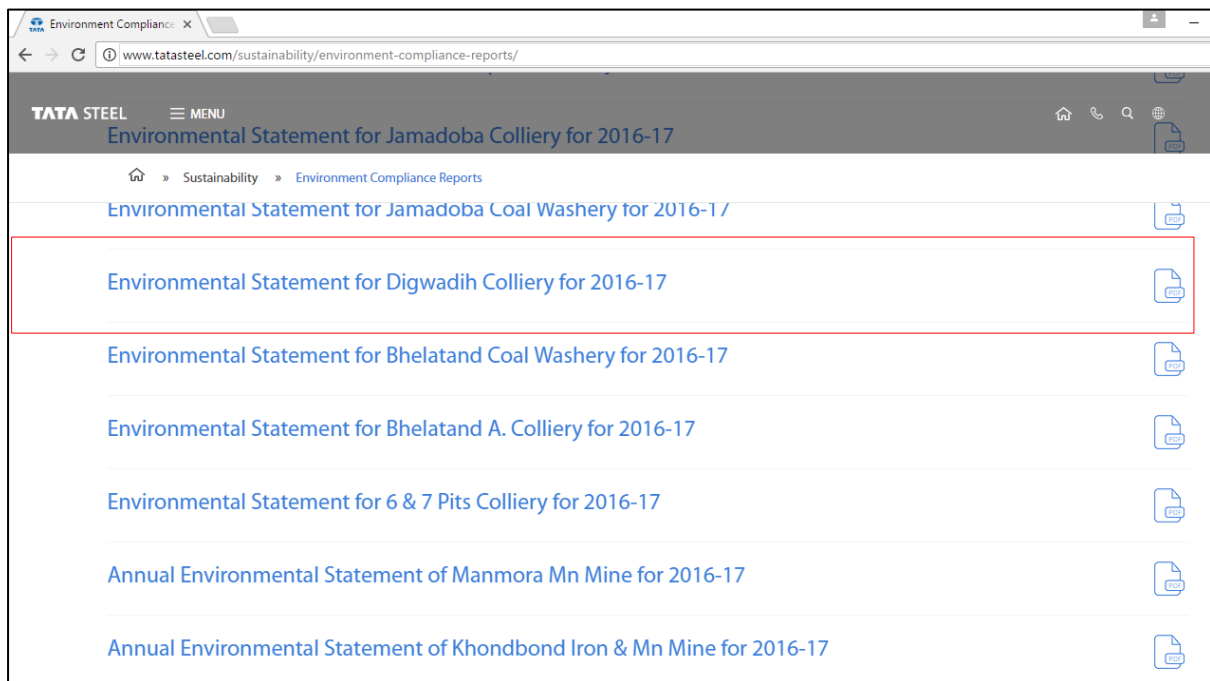 TATA
Environment Compliance
www.tatasteel.com/sustainability/environment-compliance-reports/
TATA STEEL MENU
Environmental Statement for Jamadoba Colliery for 2016-17
PDF
» Sustainability » Environment Compliance Reports
Environmental Statement for Jamadoba Coal Washery for 2016-17
PDF
Environmental Statement for Digwadih Colliery for 2016-17
PDF
Environmental Statement for Bhelatand Coal Washery for 2016-17
PDF
Environmental Statement for Bhelatand A. Colliery for 2016-17
PDF
Environmental Statement for 6 & 7 Pits Colliery for 2016-17
PDF
Annual Environmental Statement of Manmora Mn Mine for 2016-17
PDF
Annual Environmental Statement of Khondbond Iron & Mn Mine for 2016-17
PDF